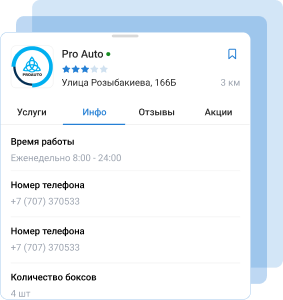 Pro Auto
PROAUTO
Улица Розыбакиева, 166Б
3 км
Услуги
Инфо
Отзывы
Акции
Время работы
Еженедельно 8:00 - 24:00
Номер телефона
+7 (707) 370533
Номер телефона
+7 (707) 370533
Количество боксов
4 шт